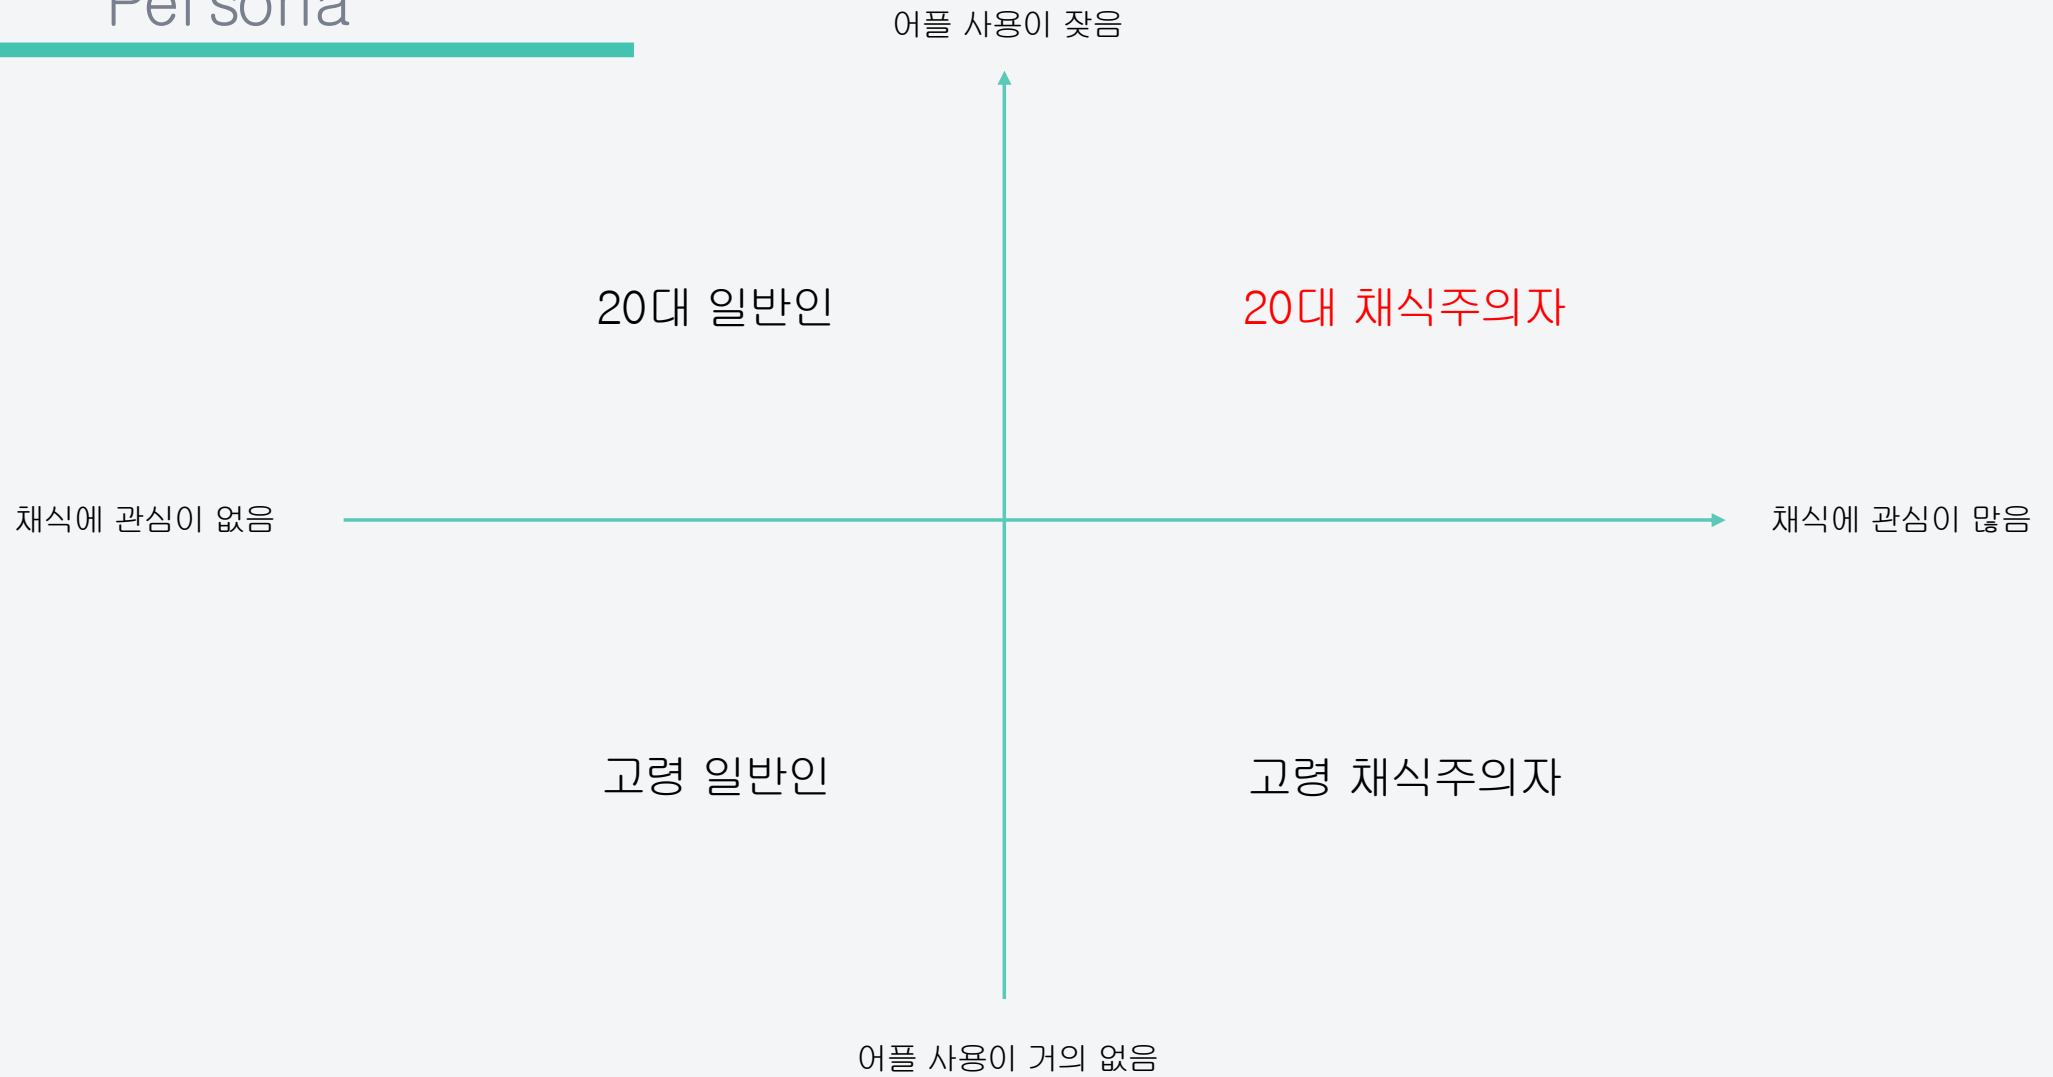 Persona
어플 사용이 잦음
20대 일반인
20대 채식주의자
채식에 관심이 없음
채식에 관심이 많음
고령 일반인
고령 채식주의자
어플 사용이 거의 없음